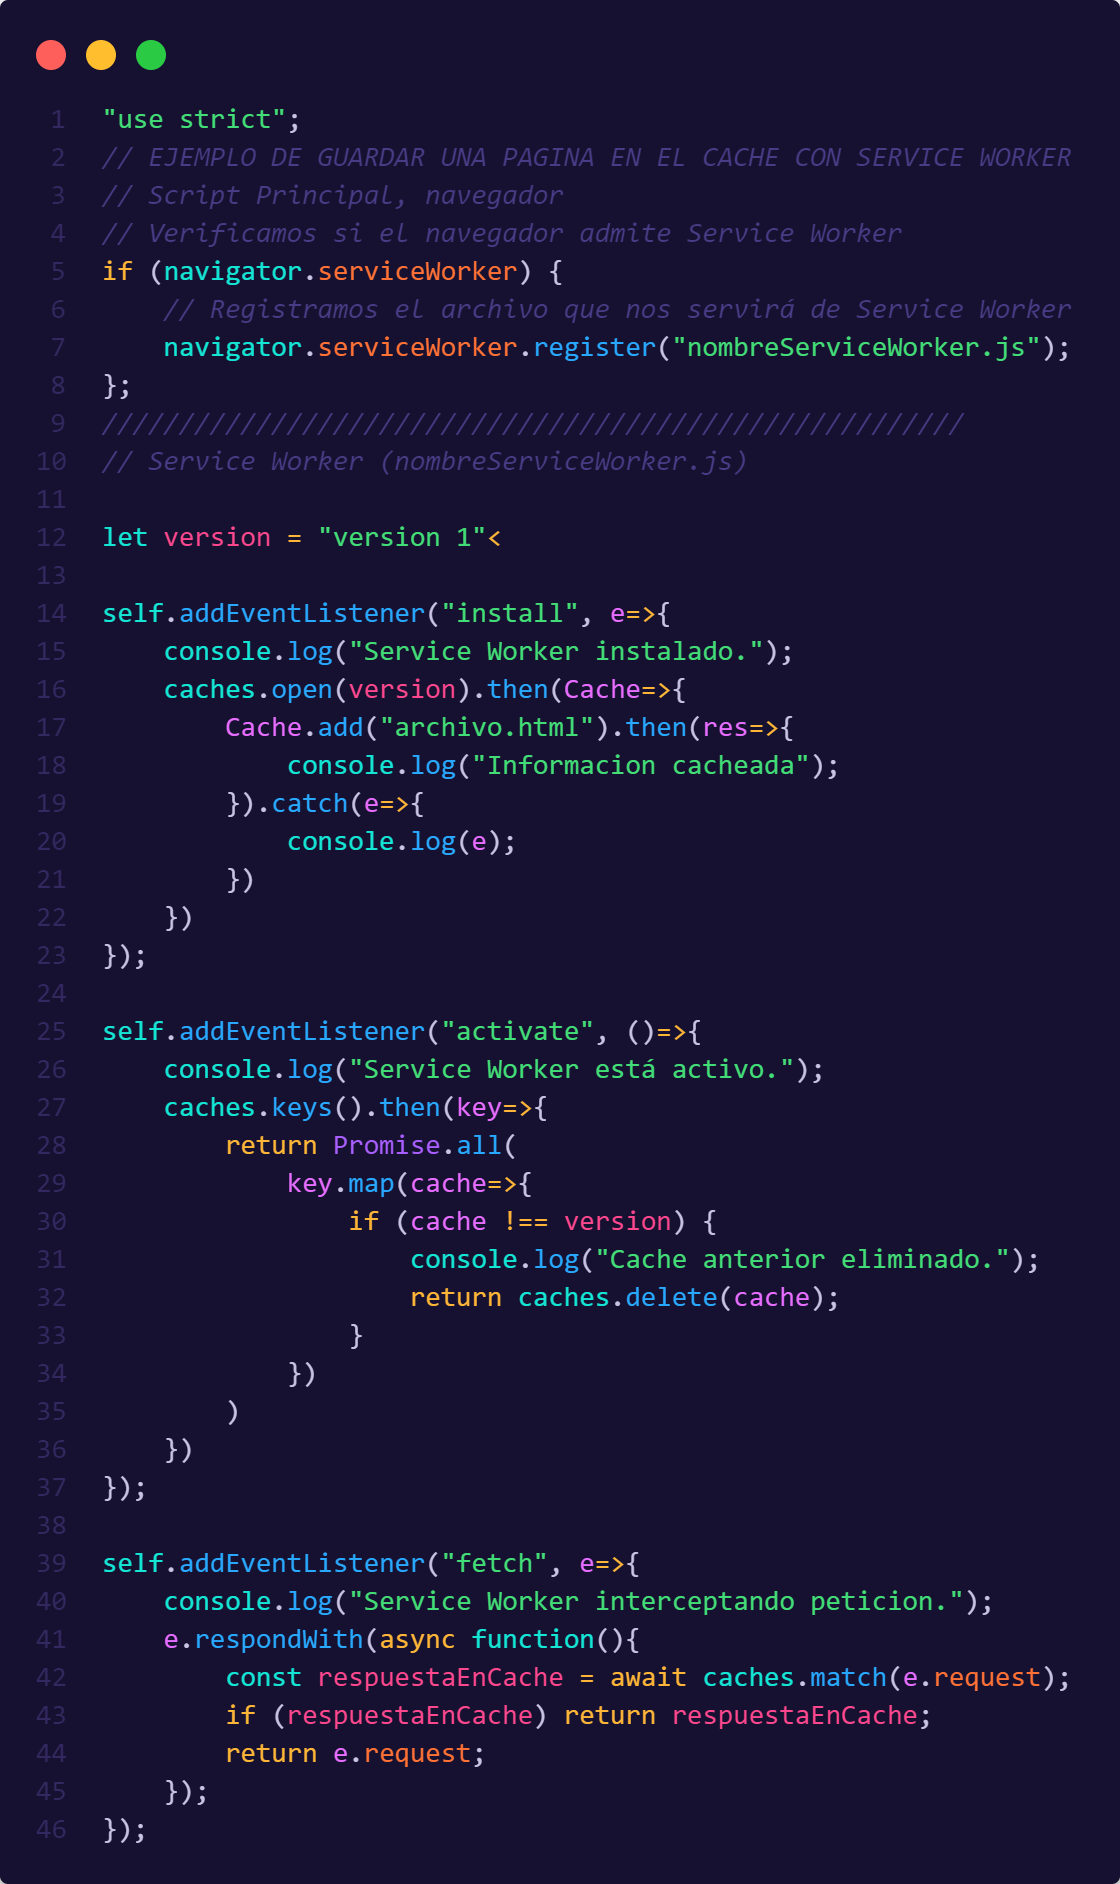 1 "use strict";
2 // EJEMPLO DE GUARDAR UNA PAGINA EN EL CACHE CON SERVICE WORKER
3 // Script Principal, navegador
4 // Verificamos si el navegador admite Service Worker
5 if (navigator.serviceWorker) {
6     // Registramos el archivo que nos servirá de Service Worker
7     navigator.serviceWorker.register("nombreServiceWorker.js");
8 };
9 ////////////////////////////////////////////////////////
10 // Service Worker (nombreServiceWorker.js)
11
12 let version = "version 1"<
13
14 self.addEventListener("install", e=>{
15     console.log("Service Worker instalado.");
16     caches.open(version).then(Cache=>{
17         Cache.add("archivo.html").then(res=>{
18             console.log("Informacion cacheada");
19         }).catch(e=>{
20             console.log(e);
21         })
22     })
23 });
24
25 self.addEventListener("activate", ()=>{
26     console.log("Service Worker está activo.");
27     caches.keys().then(key=>{
28         return Promise.all(
29             key.map(cache=>{
30                 if (cache !== version) {
31                     console.log("Cache anterior eliminado.");
32                     return caches.delete(cache);
33                 }
34             })
35         )
36     })
37 });
38
39 self.addEventListener("fetch", e=>{
40     console.log("Service Worker interceptando peticion.");
41     e.respondWith(async function(){
42         const respuestaEnCache = await caches.match(e.request);
43         if (respuestaEnCache) return respuestaEnCache;
44         return e.request;
45     });
46 });